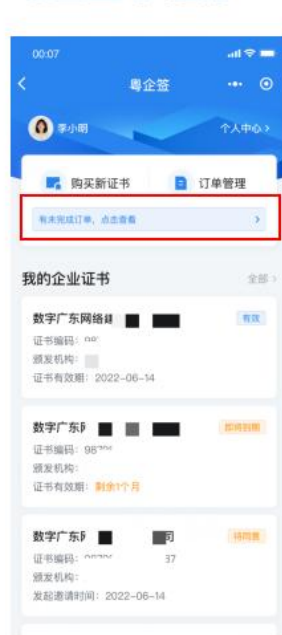 00:07
粤企签
季小明
个人中心 >
购买新证书
订单管理
有未完成订单，点击查看 >
我的企业证书
全部 >
数字广东网络
有效
证书编码：
颁发机构：
证书有效期：2022-06-14
数字广东
即将到期
证书编码：
颁发机构：
证书有效期：剩余1个月
数字广东
司
待同意
证书编码：
37
颁发机构：
发起邀请时间：2022-06-14